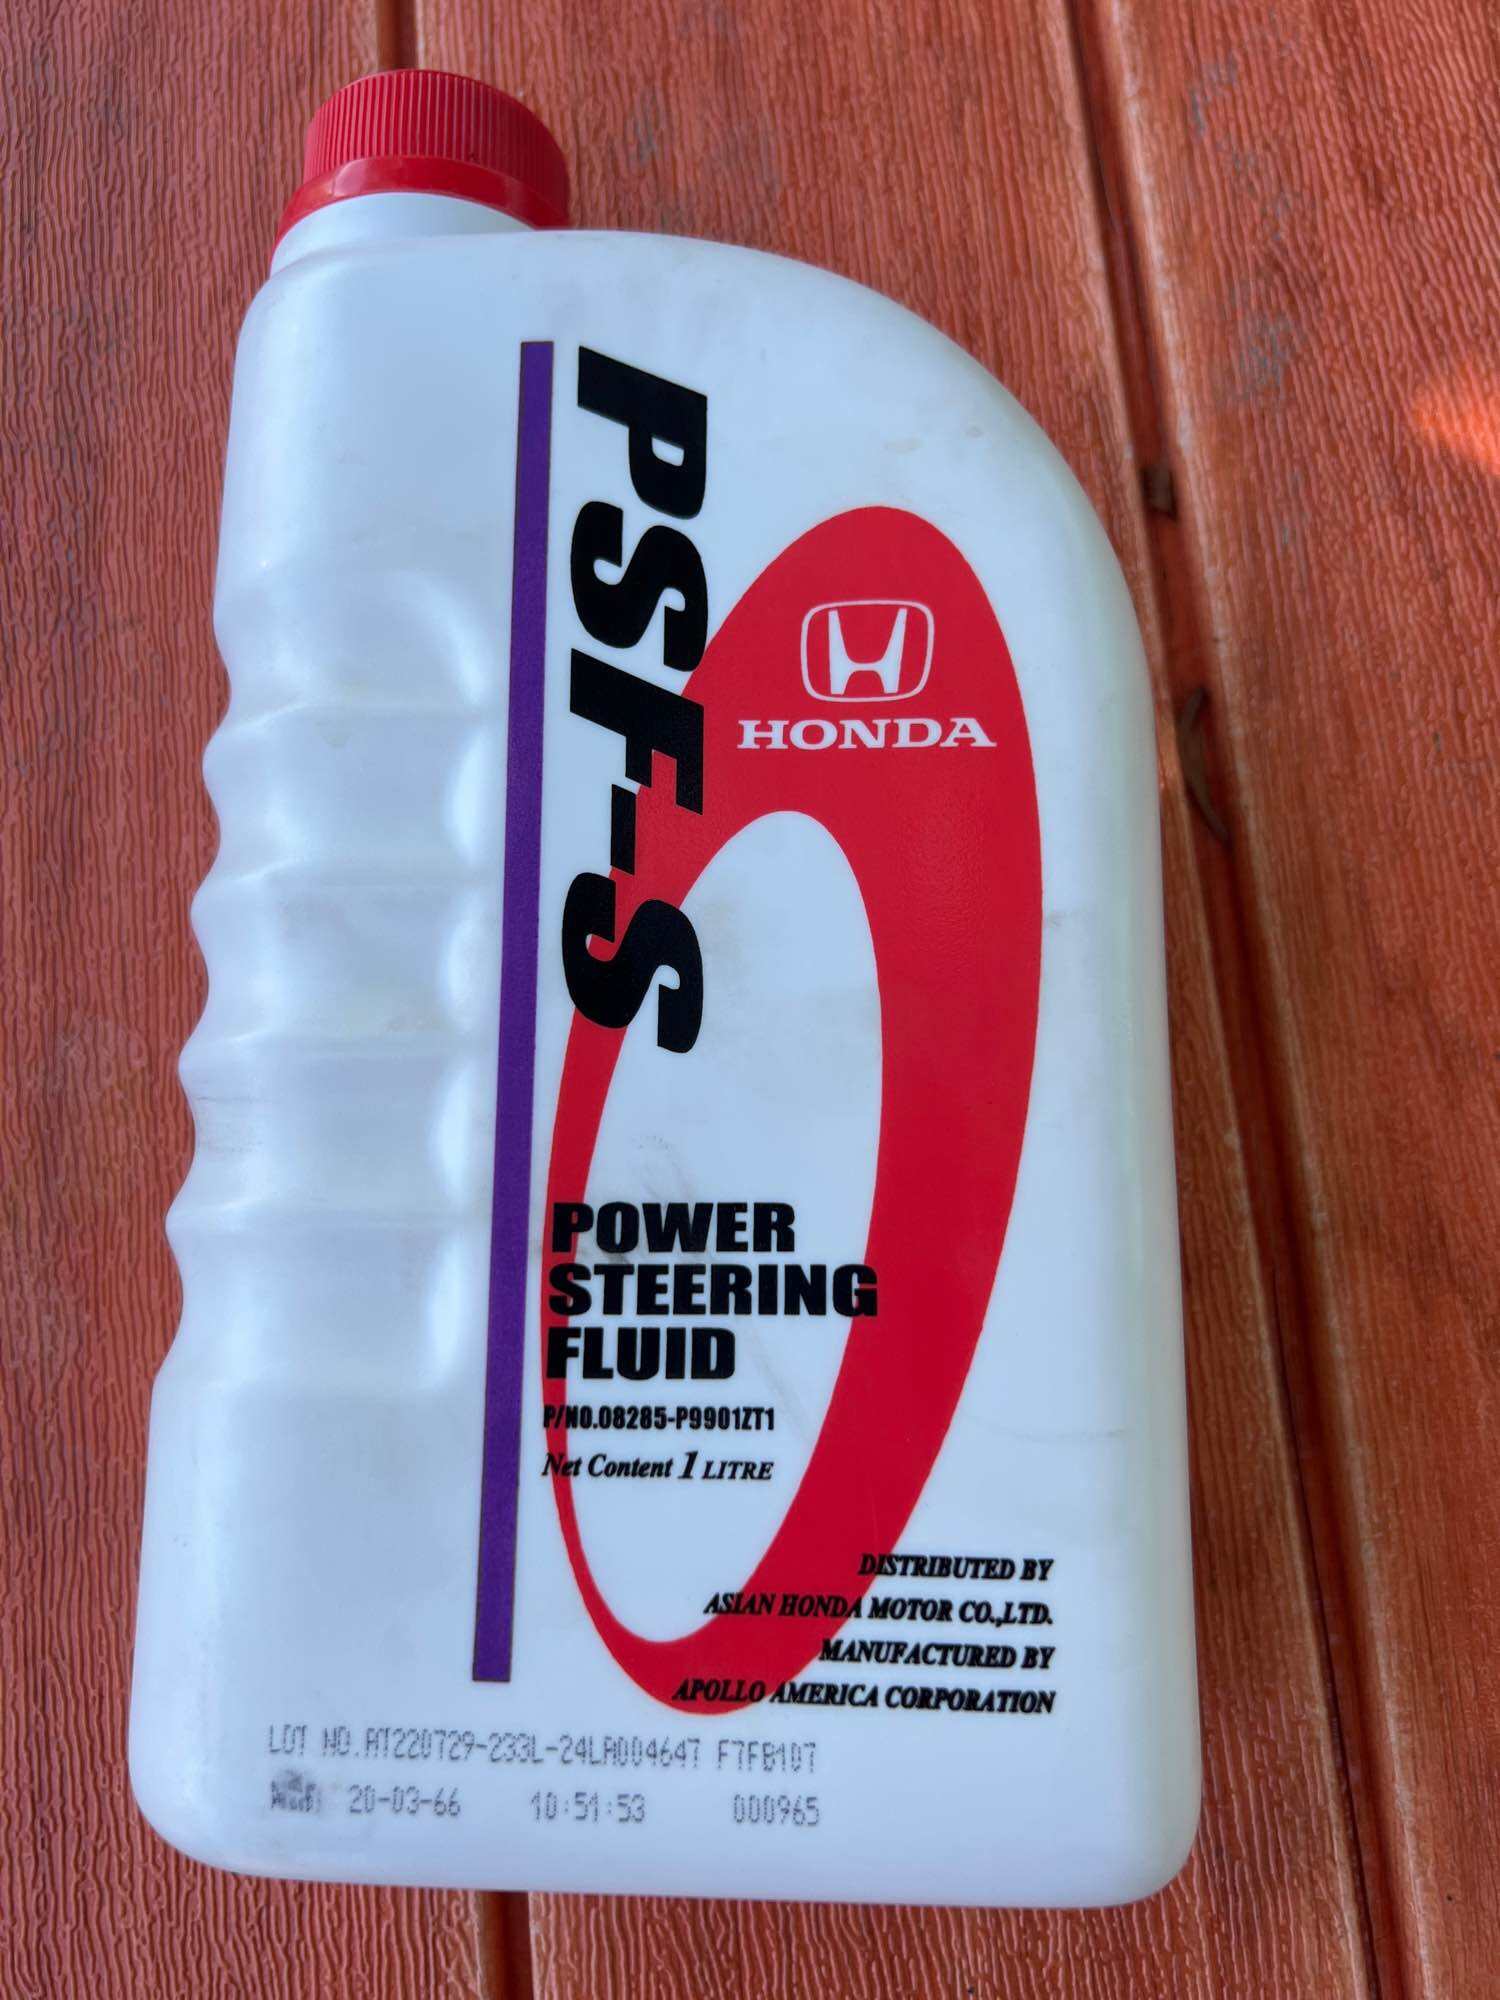 PSF-S
HONDA
POWER
STEERING
FLUID
P/NO.08285-P9901ZT1
Net Content 1 LITRE
DISTRIBUTED BY
ASIAN HONDA MOTOR CO.,LTD.
MANUFACTURED BY
APOLLO AMERICA CORPORATION
LOT NO.AT220729-233L-24LA004647 F7FB107
20-03-66 10:51:53 000965